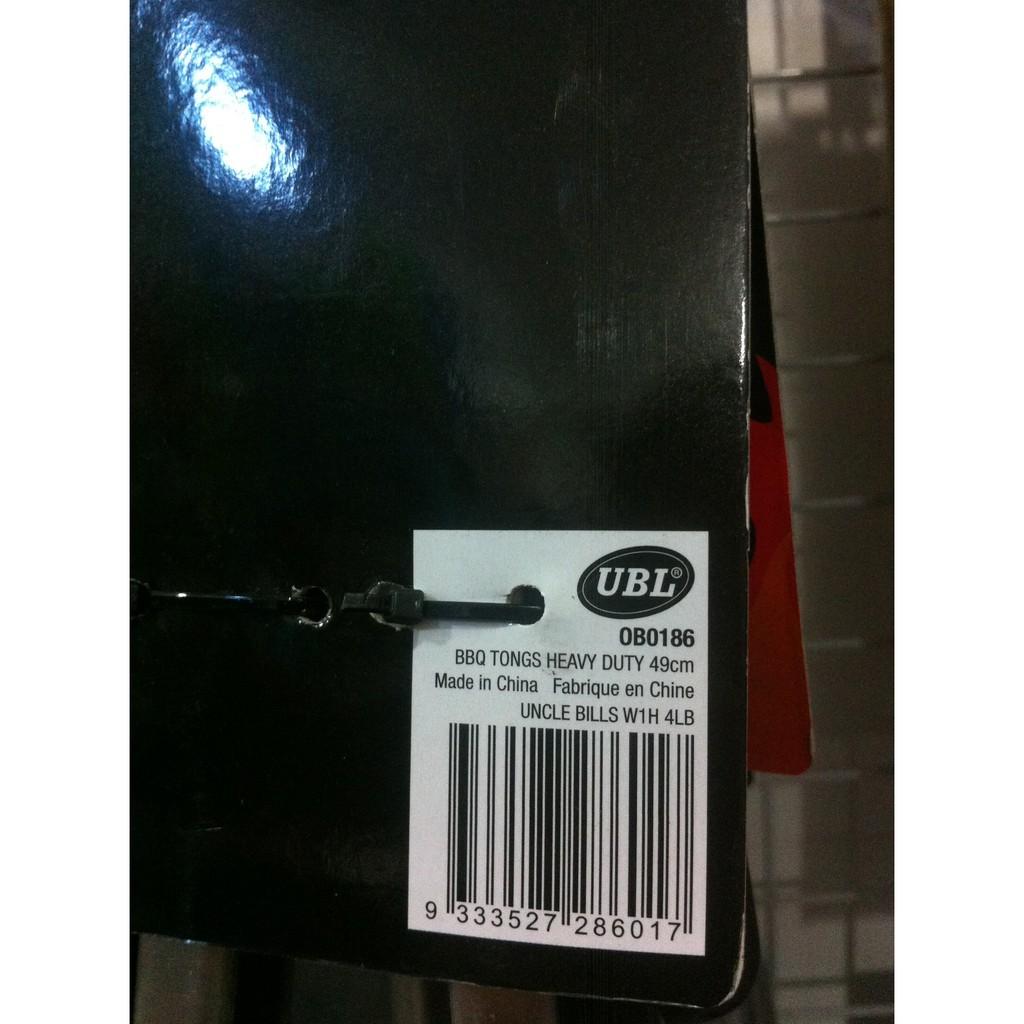 UBL®
OB0186
BBQ TONGS HEAVY DUTY 49cm
Made in China Fabrique en Chine
UNCLE BILLS W1H 4LB
9 333527 286017